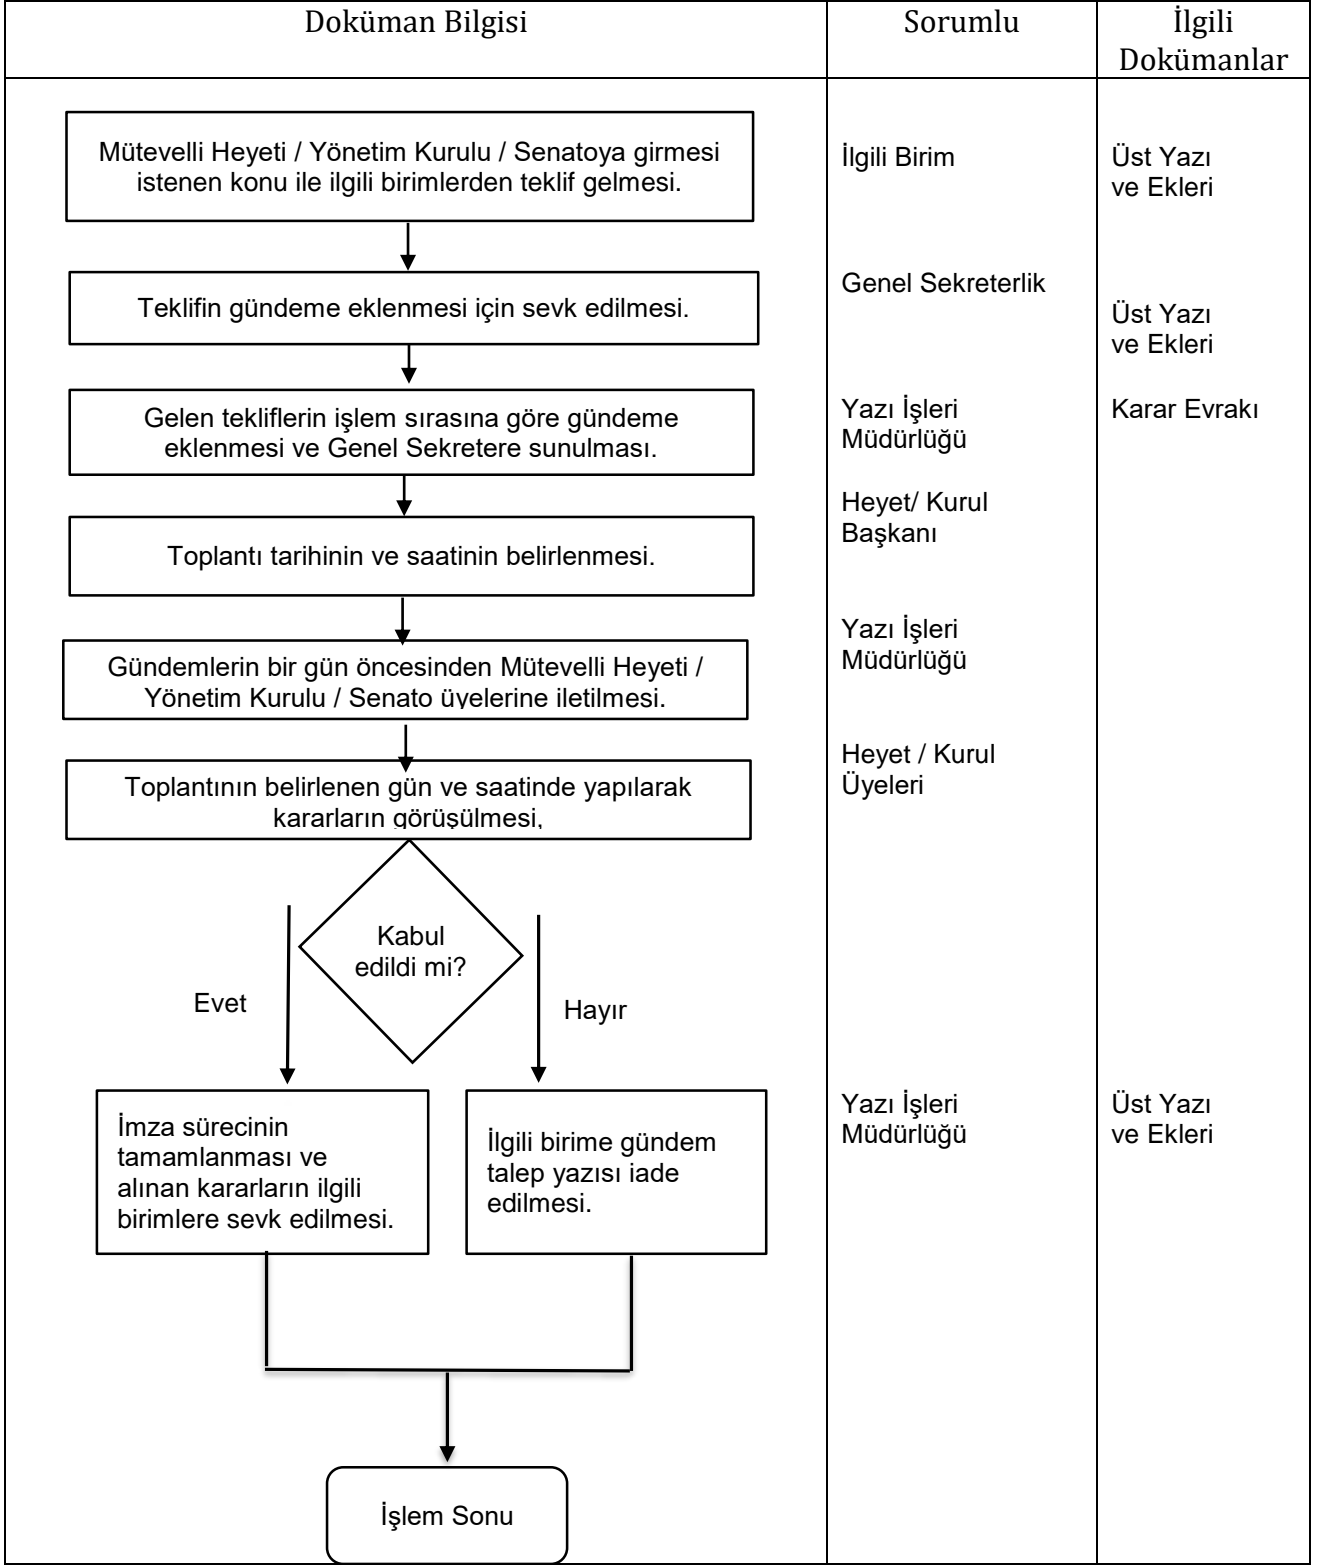 Doküman Bilgisi
Sorumlu
İlgili
Dokümanlar
Mütevelli Heyeti / Yönetim Kurulu / Senatoya girmesi
istenen konu ile ilgili birimlerden teklif gelmesi.
İlgili Birim
Üst Yazı
ve Ekleri
Teklifin gündeme eklenmesi için sevk edilmesi.
Genel Sekreterlik
Üst Yazı
ve Ekleri
Gelen tekliflerin işlem sırasına göre gündeme
eklenmesi ve Genel Sekretere sunulması.
Yazı İşleri
Müdürlüğü
Karar Evrakı
Toplantı tarihinin ve saatinin belirlenmesi.
Heyet/ Kurul
Başkanı
Gündemlerin bir gün öncesinden Mütevelli Heyeti /
Yönetim Kurulu / Senato üyelerine iletilmesi.
Yazı İşleri
Müdürlüğü
Toplantının belirlenen gün ve saatinde yapılarak
kararların görüşülmesi,
Heyet / Kurul
Üyeleri
Kabul
edildi mi?
Evet
Hayır
İmza sürecinin
tamamlanması ve
alınan kararların ilgili
birimlere sevk edilmesi.
İlgili birime gündem
talep yazısı iade
edilmesi.
Yazı İşleri
Müdürlüğü
Üst Yazı
ve Ekleri
İşlem Sonu